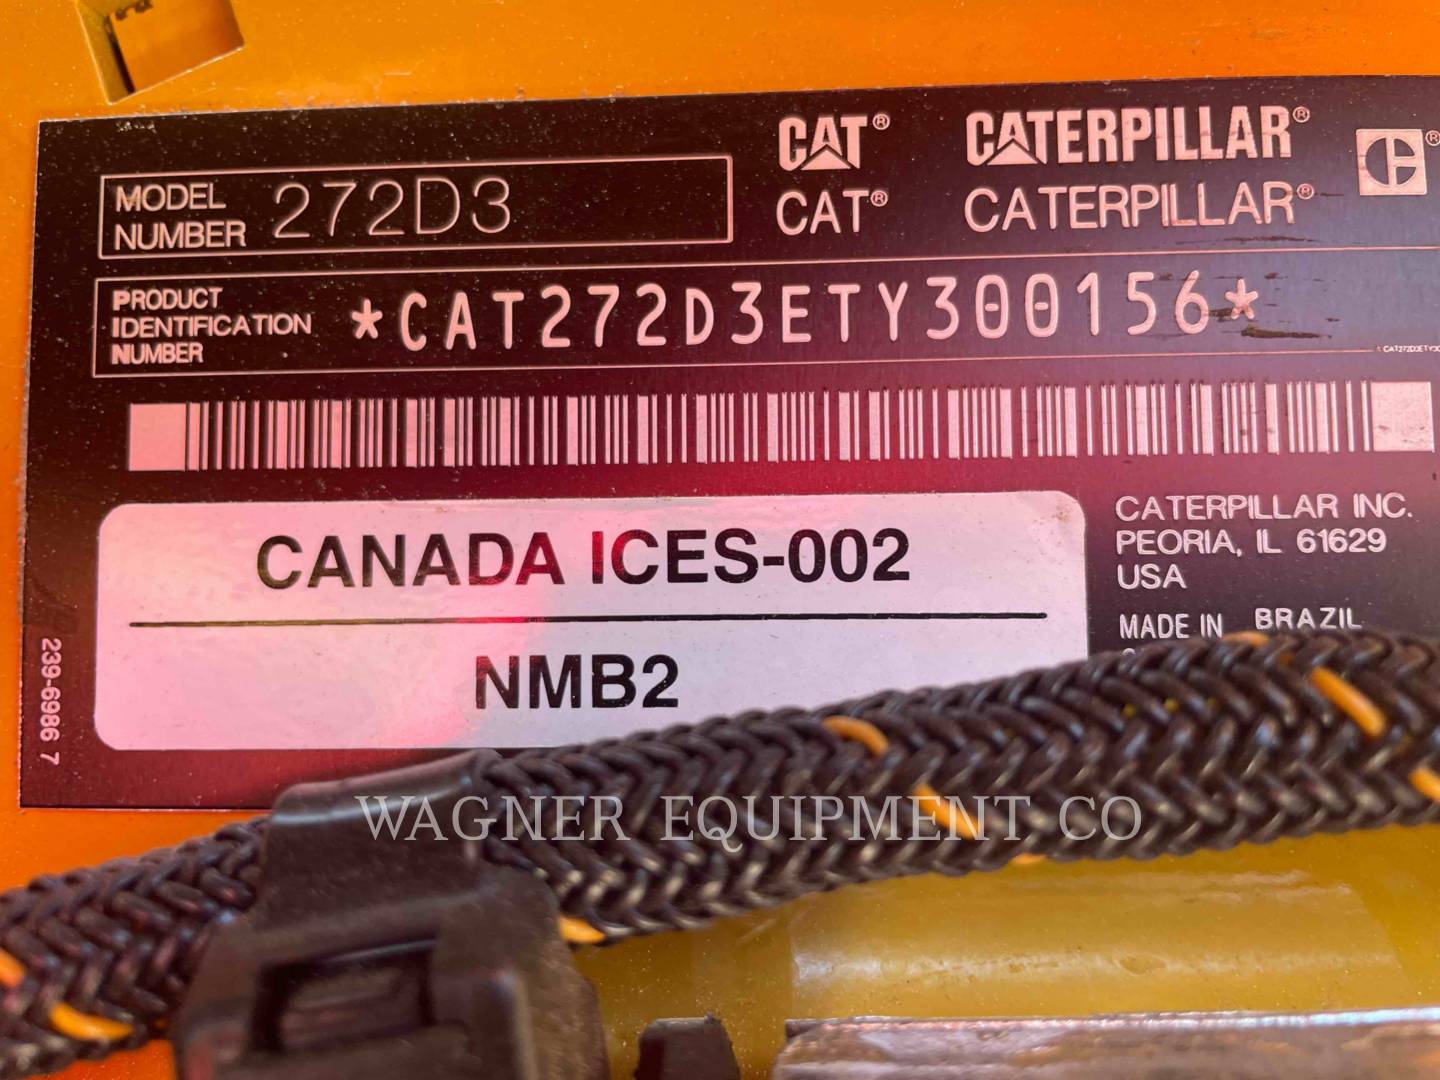 CAT® CATERPILLAR®
CAT® CATERPILLAR®
MODEL NUMBER 272D3
PRODUCT IDENTIFICATION NUMBER *CAT272D3ETY300156*
CANADA ICES-002
NMB2
CATERPILLAR INC.
PEORIA, IL 61629
USA
MADE IN BRAZIL
239-6986 7
WAGNER EQUIPMENT CO